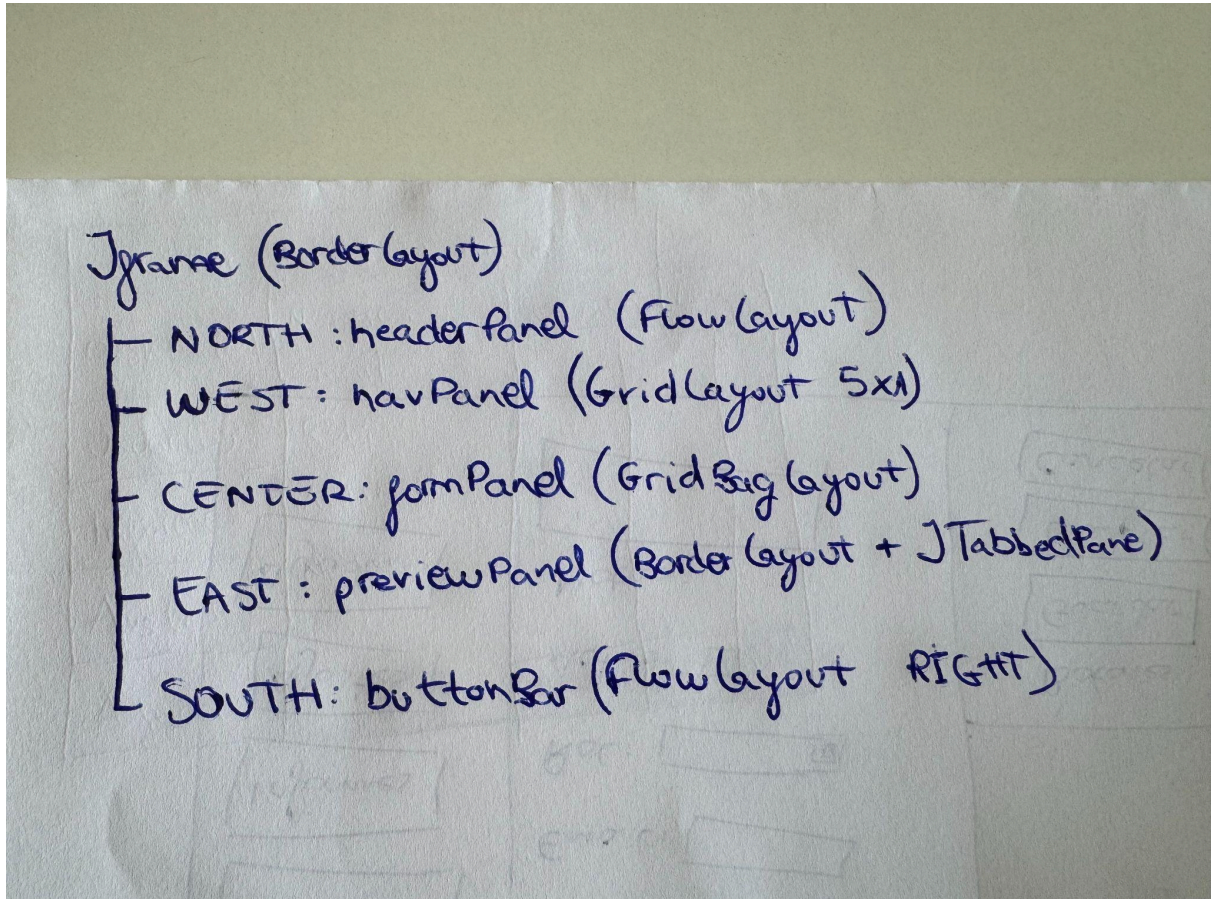 Jframe (BorderLayout)
NORTH : headerPanel (FlowLayout)
WEST : navPanel (GridLayout 5x1)
CENTER: formPanel (GridBagLayout)
EAST : previewPanel (BorderLayout + JTabbedPane)
SOUTH: buttonBar (FlowLayout RIGHT)